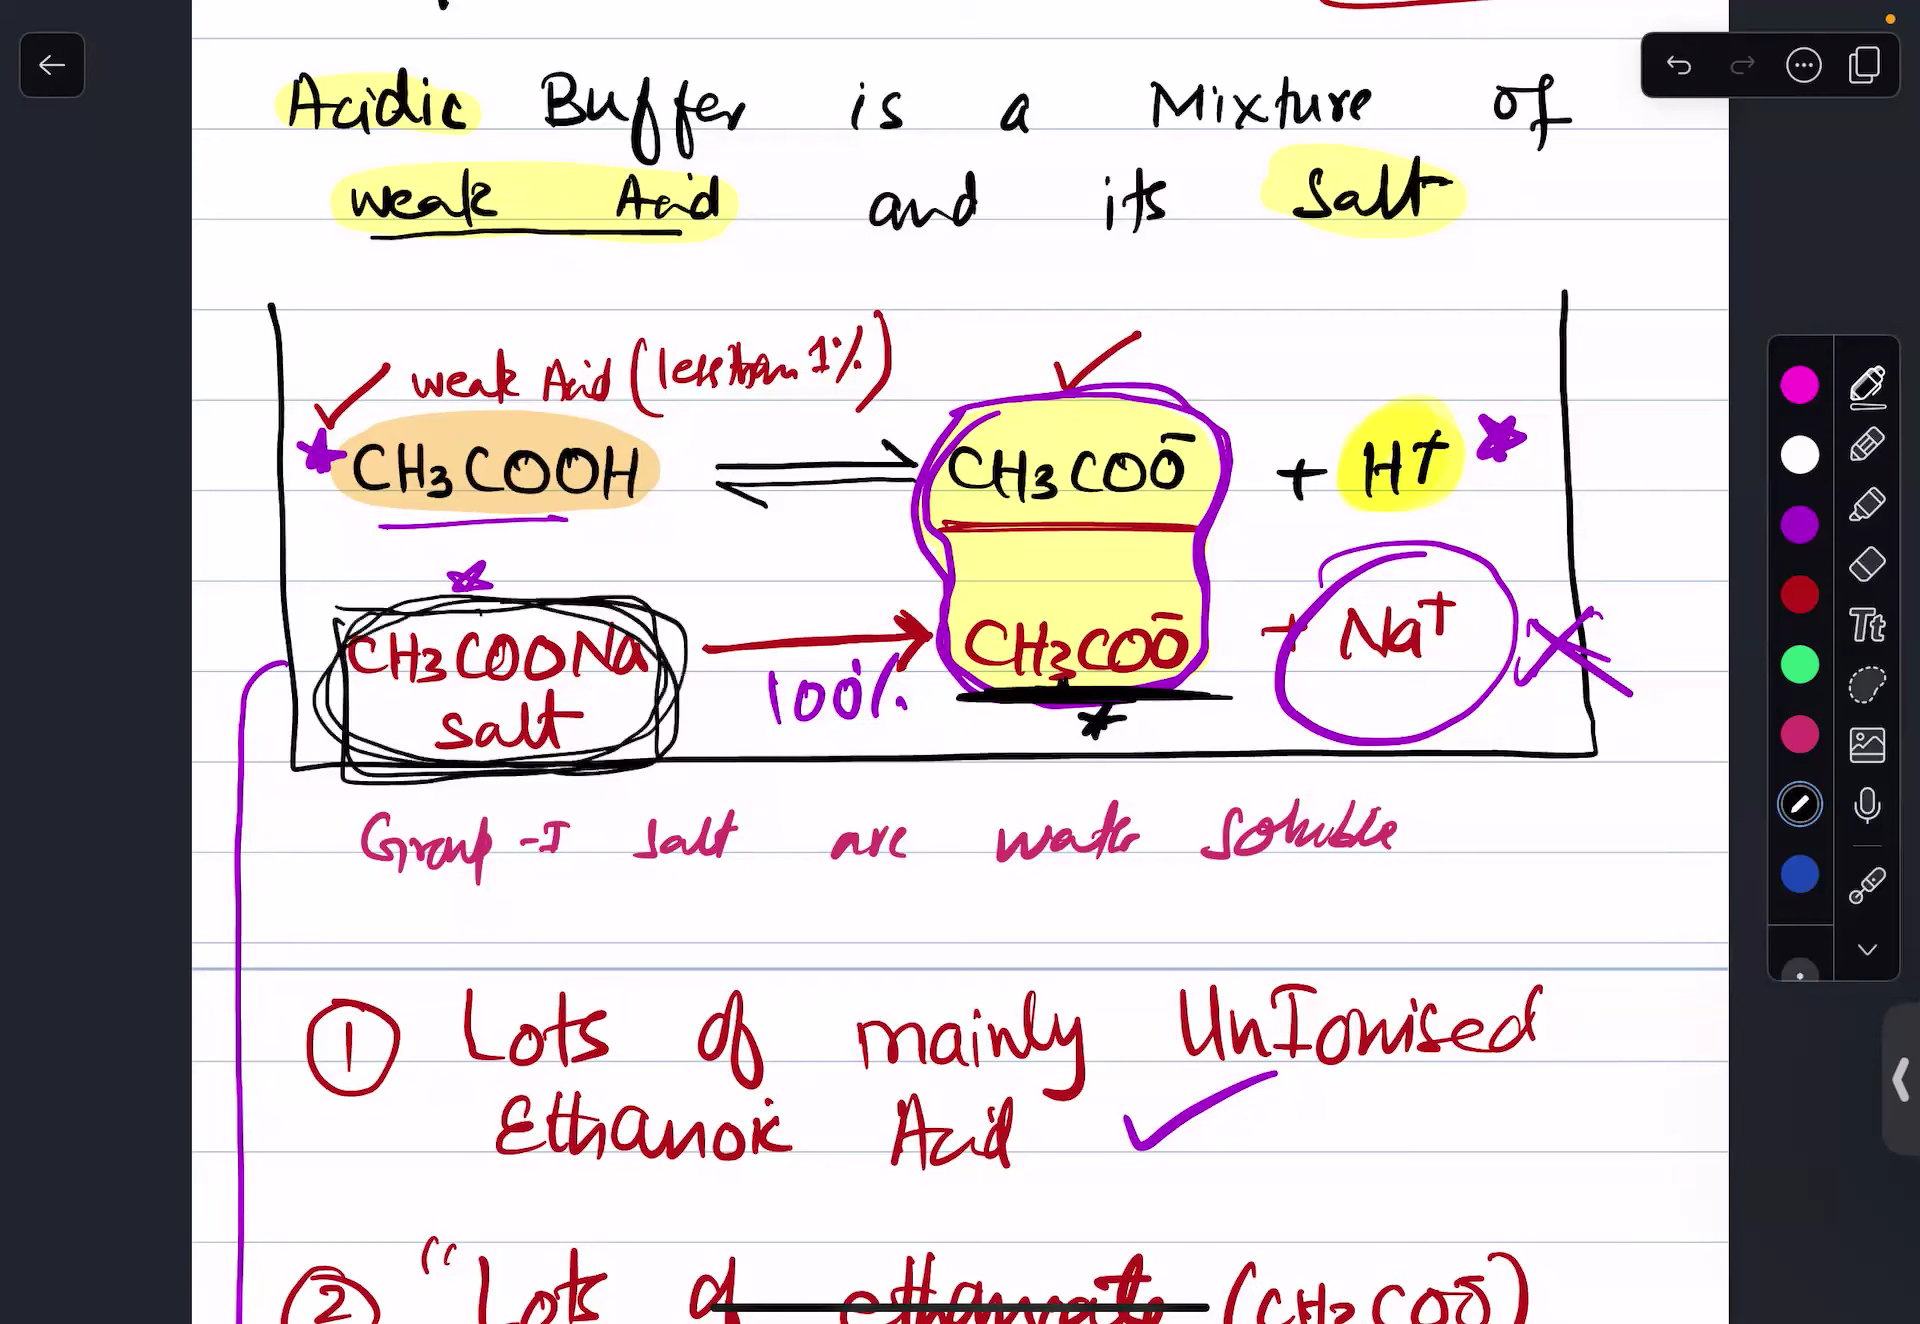 Acidic Buffer is a Mixture of
weak Acid and its Salt
weak Acid (less than 1%)
CH3COOH ⇌ CH3COO⁻ + H+
CH3COONa → CH3COO⁻ + Na+
salt 100%
Group-I salt are water soluble
① Lots of mainly UnIonised
Ethanoic Acid
② "Lots of ethanoate (CH3COO⁻)
Tt